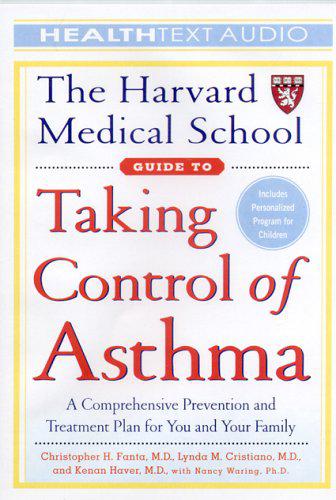 HEALTHTEXT AUDIO
The Harvard
Medical School
GUIDE TO
Taking
Control of
Asthma
Includes
Personalized
Program for
Children
A Comprehensive Prevention and
Treatment Plan for You and Your Family
Christopher H. Fanta, M.D., Lynda M. Cristiano, M.D.,
and Kenan Haver, M.D., with Nancy Waring, Ph.D.